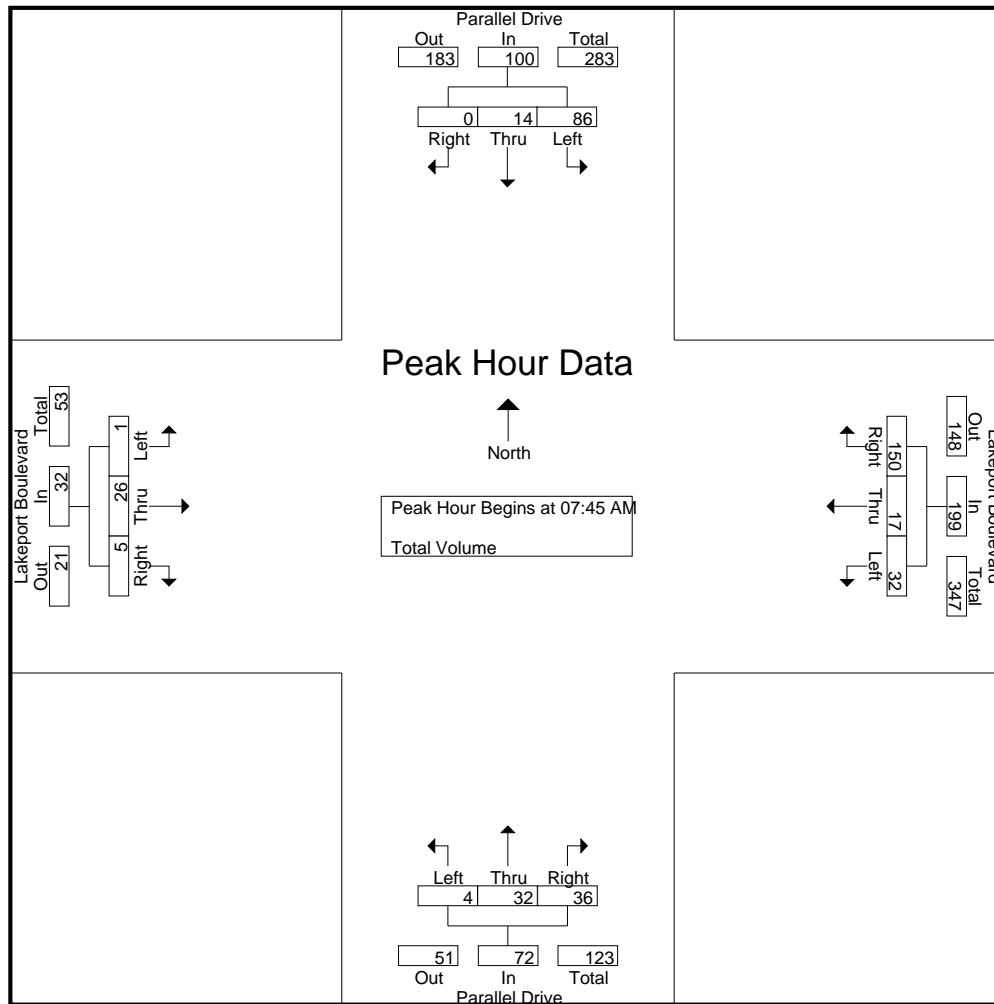 Parallel Drive
Out In Total
183 100 283
0 14 86
Right Thru Left
Peak Hour Data
North
Peak Hour Begins at 07:45 AM
Total Volume
Lakeport Boulevard
Out In Total
21 32 53
5 26 1
Right Thru Left
Lakeport Boulevard
Out In Total
148 199 347
150 17 32
Right Thru Left
Left Thru Right
4 32 36
51 72 123
Out In Total
Parallel Drive